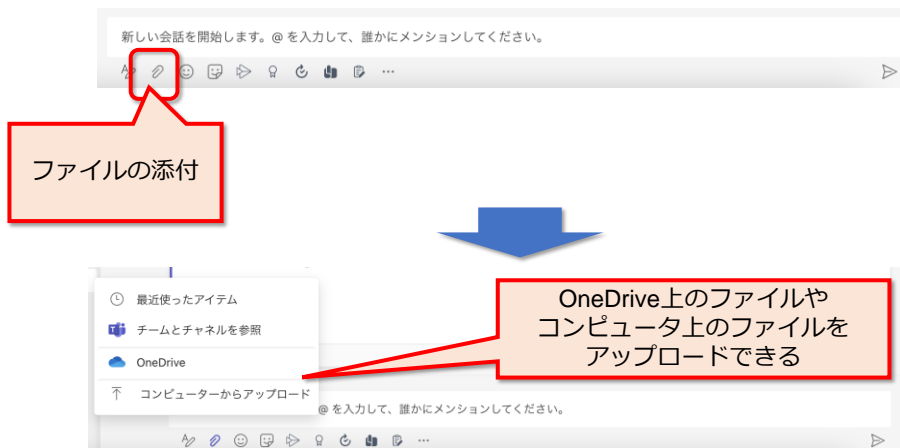 新しい会話を開始します。@ を入力して、誰かにメンションしてください。
ファイルの添付
最近使ったアイテム
チームとチャネルを参照
OneDrive
コンピューターからアップロード
OneDrive上のファイルや
コンピュータ上のファイルを
アップロードできる
@ を入力して、誰かにメンションしてください。